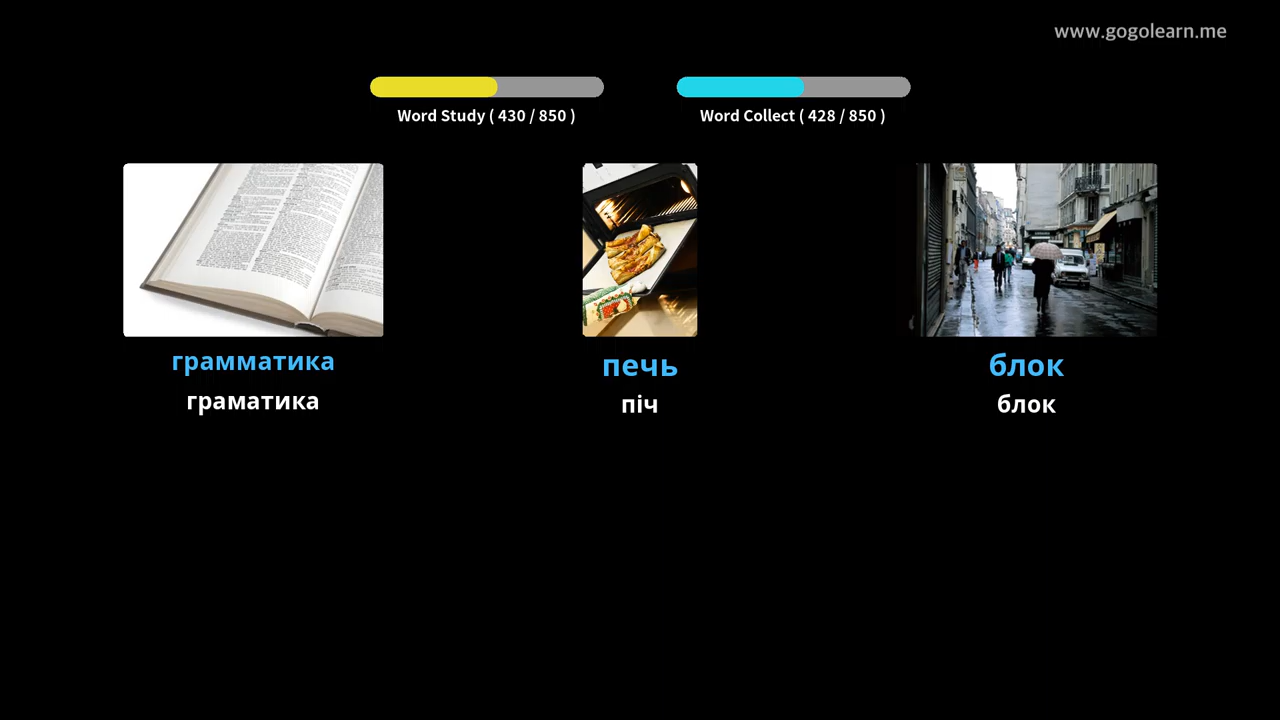 www.gogolearn.me
Word Study ( 430 / 850 )
Word Collect ( 428 / 850 )
грамматика
граматика
печь
піч
блок
блок